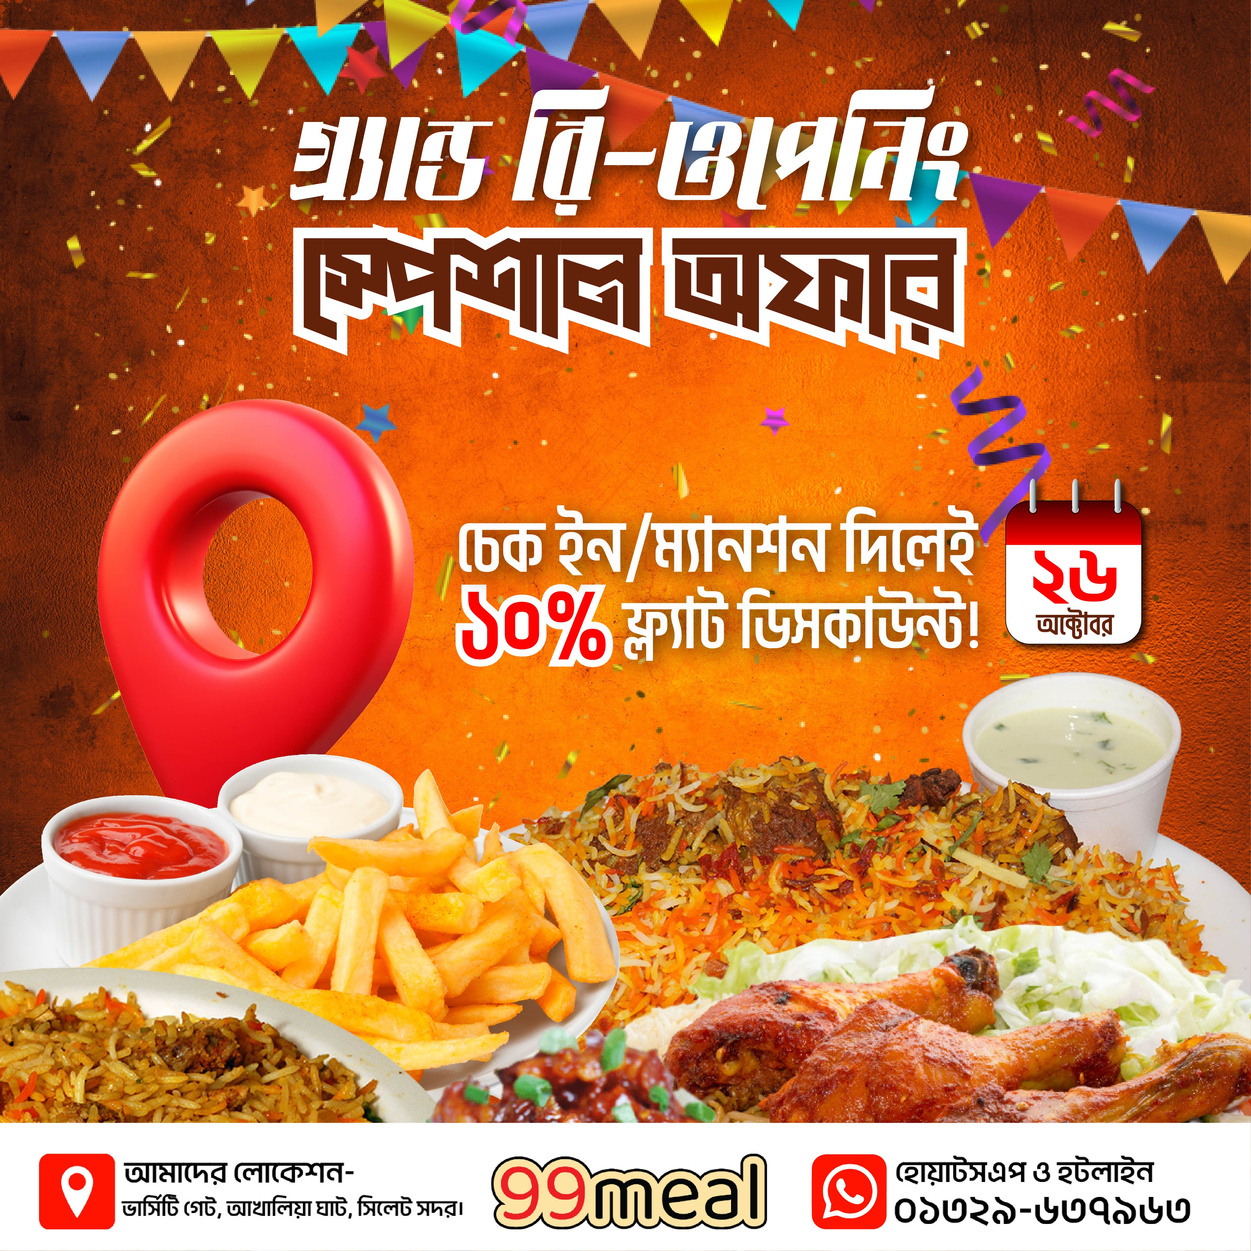 গ্র্যান্ড রি-ওপেনিং
স্পেশাল অফার
চেক ইন/ম্যানশন দিলেই
১০% ফ্ল্যাট ডিসকাউন্ট!
২৬
অক্টোবর
আমাদের লোকেশন-
ভার্সিটি গেট, আখালিয়া ঘাট, সিলেট সদর।
99meal
হোয়াটসএপ ও হটলাইন
০১৩২৯-৬৩৭৯৬৩